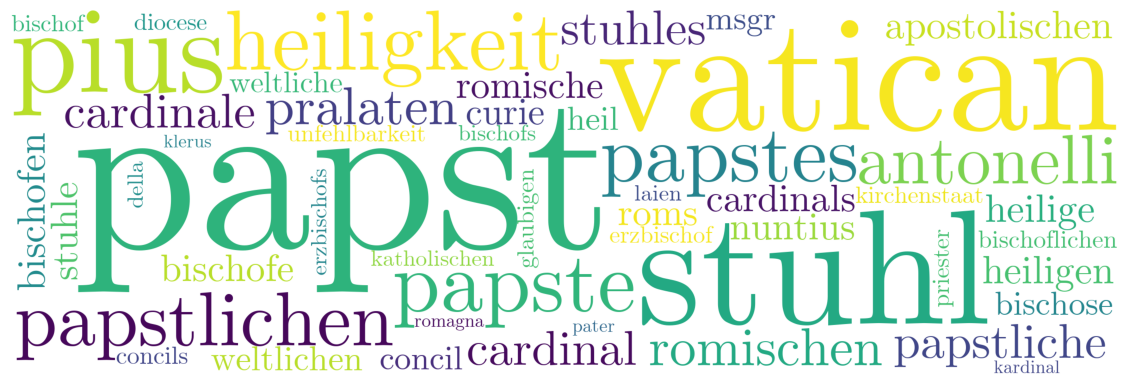 bischof diocese pius heiligkeit stuhles msgr apostolischen
weltliche romische vatican
cardinale pralaten curie heil
klerus unfehlbarkeit bischofs
bischofen stuhle papst della erzbischofs glaubigen papstes antonelli
laien cardinals kirchenstaat
roms erzbischof nuntius heilige
bischofe katholischen stuhl priester bischoflichen
papste heiligen
papstlichen romagna pater bischose
concils weltlichen concil cardinal romischen papstliche
kardinal